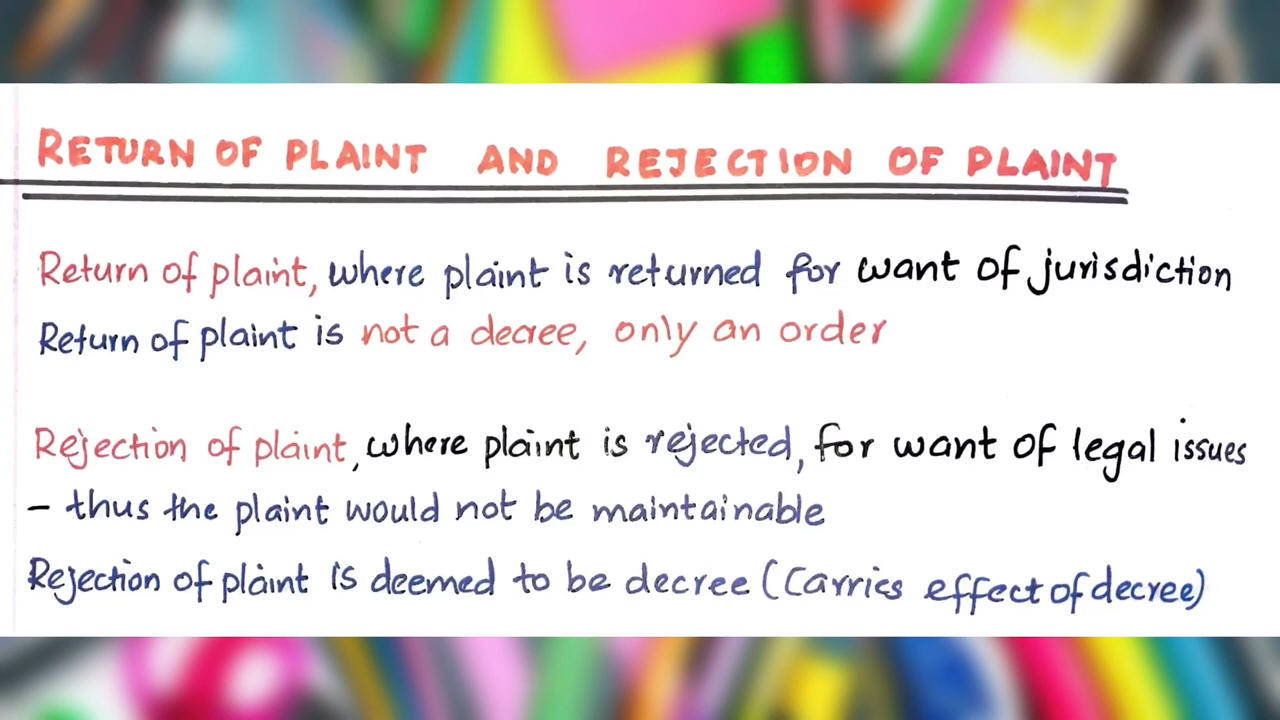 RETURN OF PLAINT AND REJECTION OF PLAINT
Return of plaint, where plaint is returned for want of jurisdiction
Return of plaint is not a decree, only an order
Rejection of plaint, where plaint is rejected, for want of legal issues
- thus the plaint would not be maintainable
Rejection of plaint is deemed to be decree (Carries effect of decree)